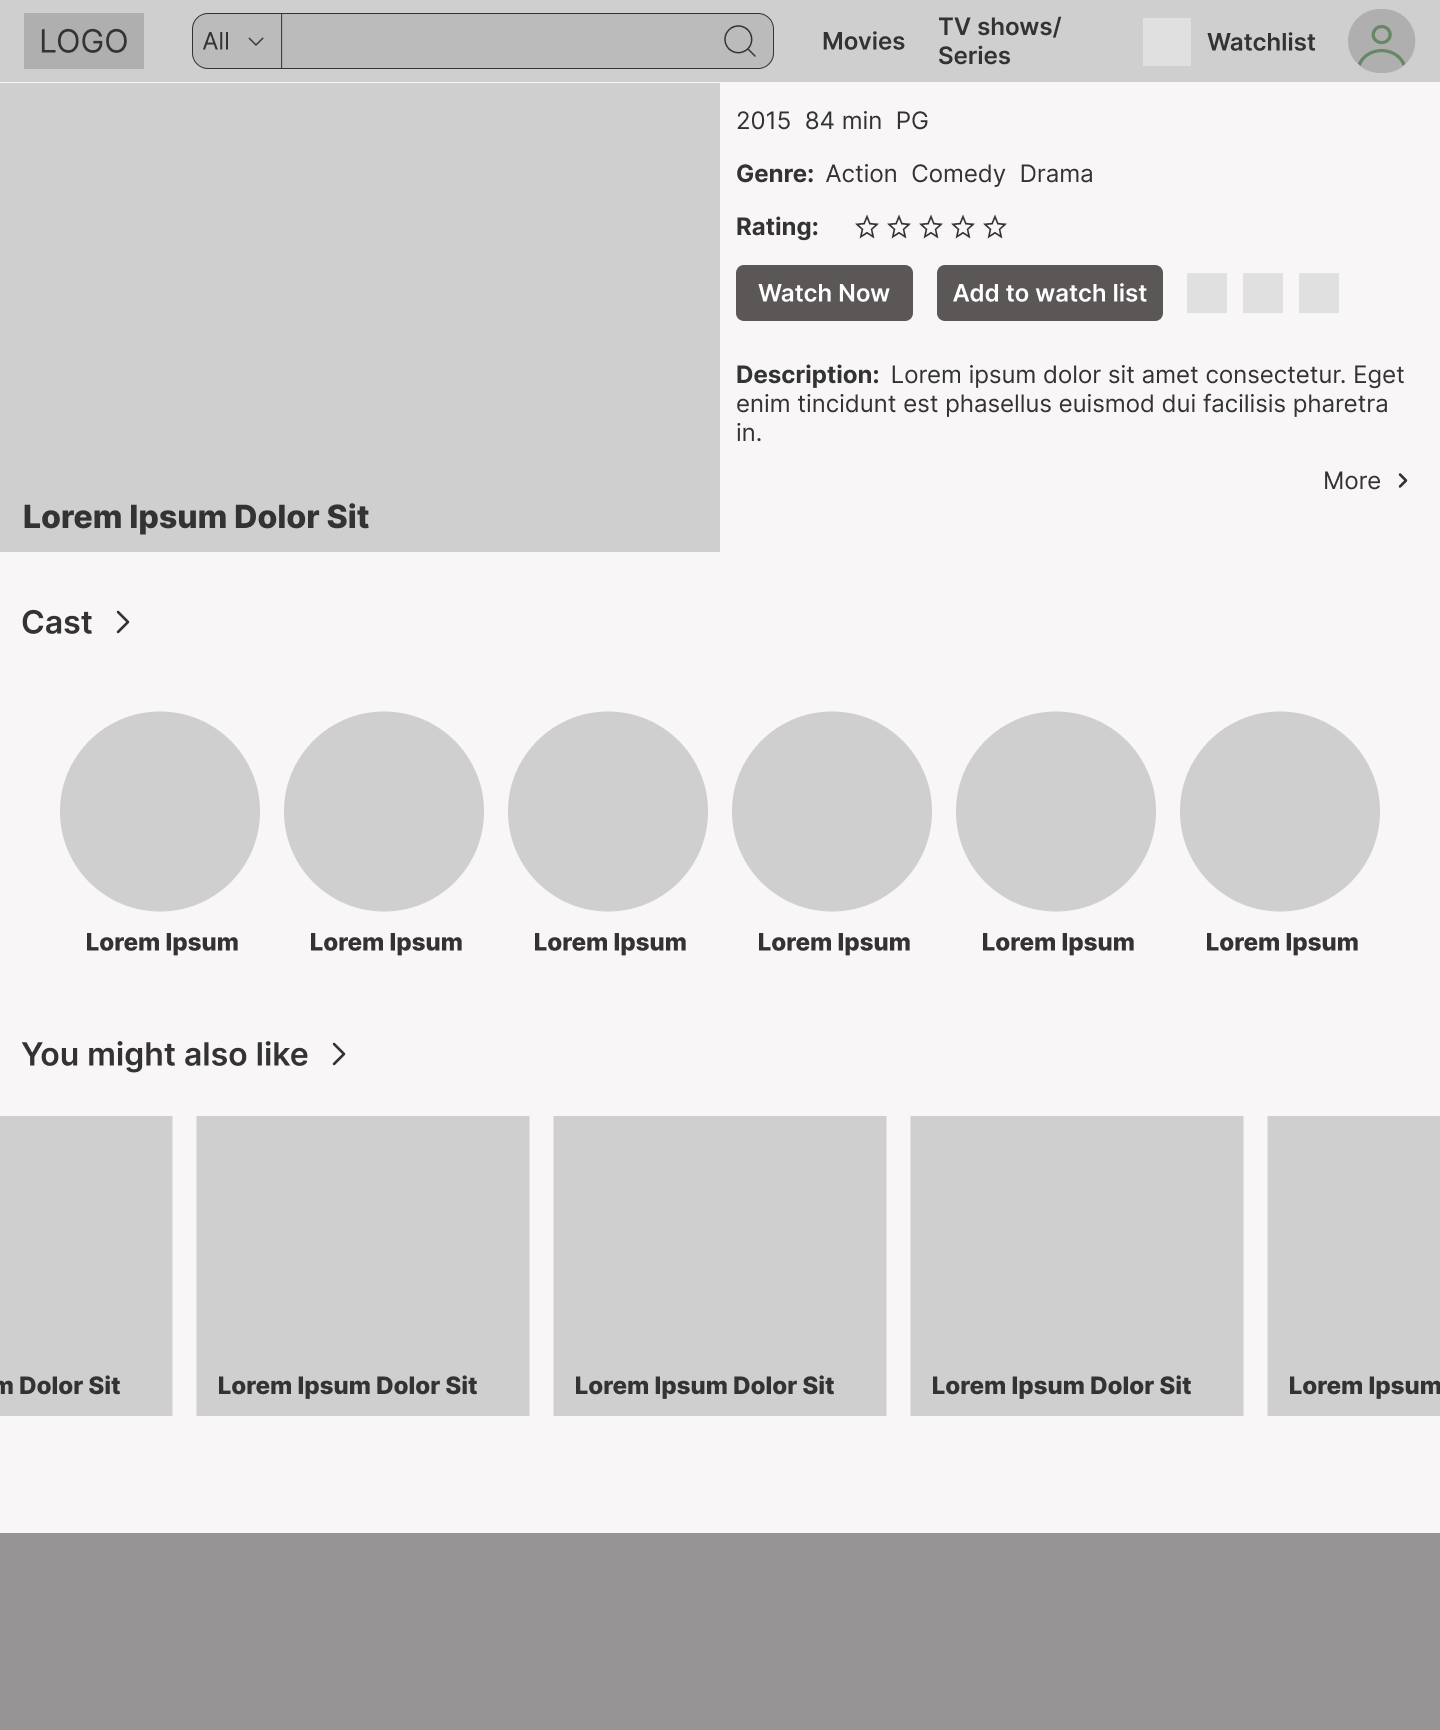 LOGO
All
Movies
TV shows/
Series
Watchlist
2015 84 min PG
Genre: Action Comedy Drama
Rating:
Watch Now
Add to watch list
Description: Lorem ipsum dolor sit amet consectetur. Eget
enim tincidunt est phasellus euismod dui facilisis pharetra
in.
More
Lorem Ipsum Dolor Sit
Cast
Lorem Ipsum
Lorem Ipsum
Lorem Ipsum
Lorem Ipsum
Lorem Ipsum
Lorem Ipsum
You might also like
m Dolor Sit
Lorem Ipsum Dolor Sit
Lorem Ipsum Dolor Sit
Lorem Ipsum Dolor Sit
Lorem Ipsum